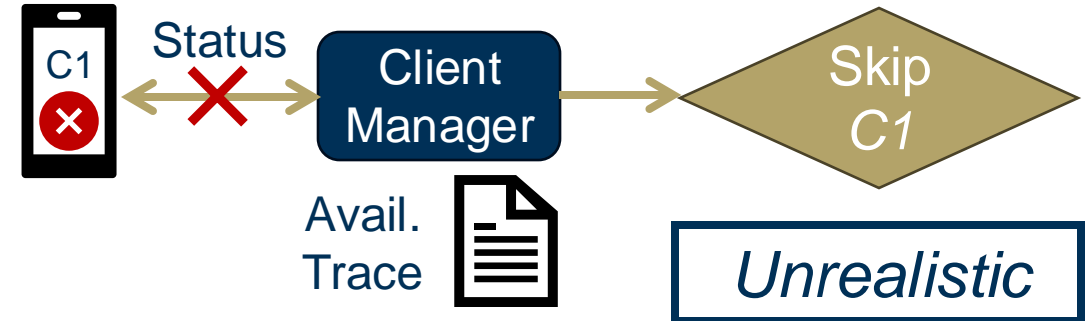 C1
Status
Client
Manager
Skip
C1
Avail.
Trace
Unrealistic